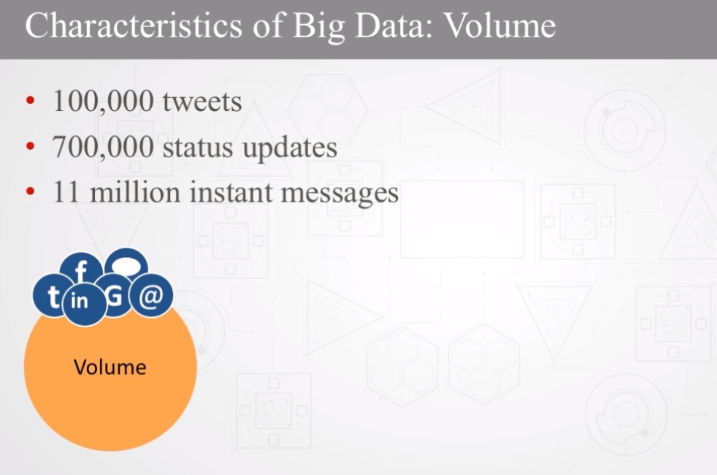 Characteristics of Big Data: Volume
• 100,000 tweets
• 700,000 status updates
• 11 million instant messages
f
t in G @
Volume